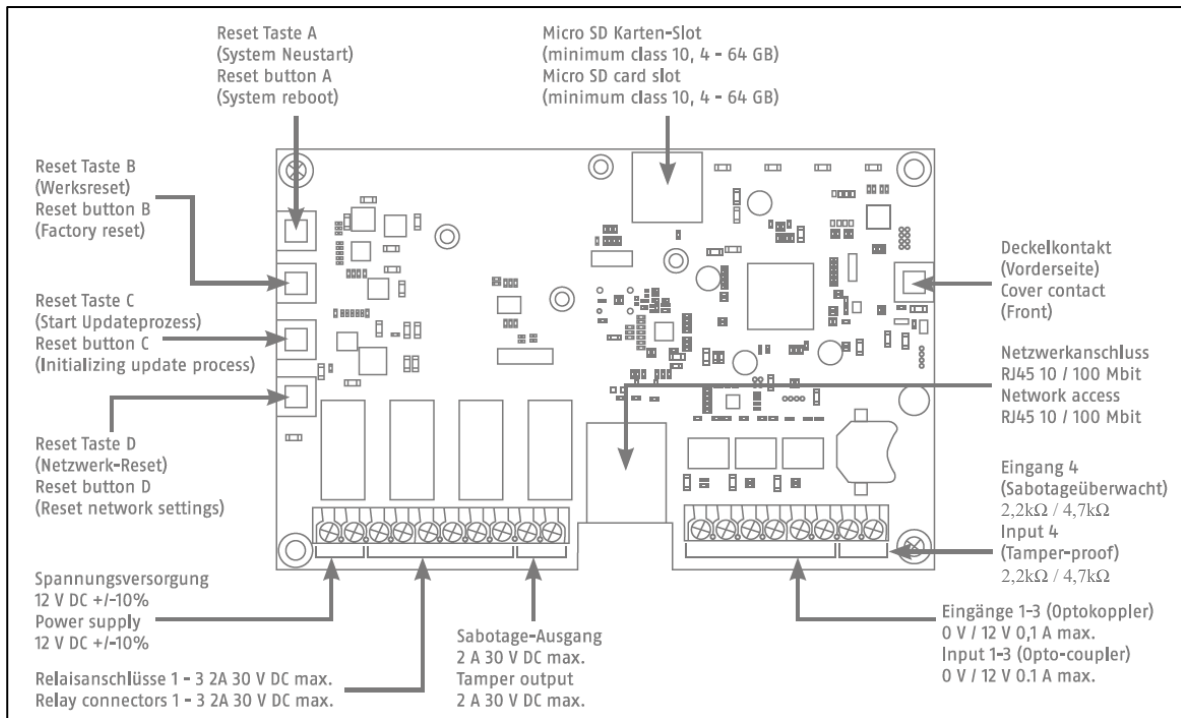 Reset Taste A
(System Neustart)
Reset button A
(System reboot)
Micro SD Karten-Slot
(minimum class 10, 4 - 64 GB)
Micro SD card slot
(minimum class 10, 4 - 64 GB)
Reset Taste B
(Werksreset)
Reset button B
(Factory reset)
Reset Taste C
(Start Updateprozess)
Reset button C
(Initializing update process)
Reset Taste D
(Netzwerk-Reset)
Reset button D
(Reset network settings)
Deckelkontakt
(Vorderseite)
Cover contact
(Front)
Netzwerkanschluss
RJ45 10 / 100 Mbit
Network access
RJ45 10 / 100 Mbit
Eingang 4
(Sabotageüberwacht)
2,2kΩ / 4,7kΩ
Input 4
(Tamper-proof)
2,2kΩ / 4,7kΩ
Spannungsversorgung
12 V DC +/-10%
Power supply
12 V DC +/-10%
Relaisanschlüsse 1 - 3 2A 30 V DC max.
Relay connectors 1 - 3 2A 30 V DC max.
Sabotage-Ausgang
2 A 30 V DC max.
Tamper output
2 A 30 V DC max.
Eingänge 1-3 (Optokoppler)
0 V / 12 V 0,1 A max.
Input 1-3 (Opto-coupler)
0 V / 12 V 0.1 A max.